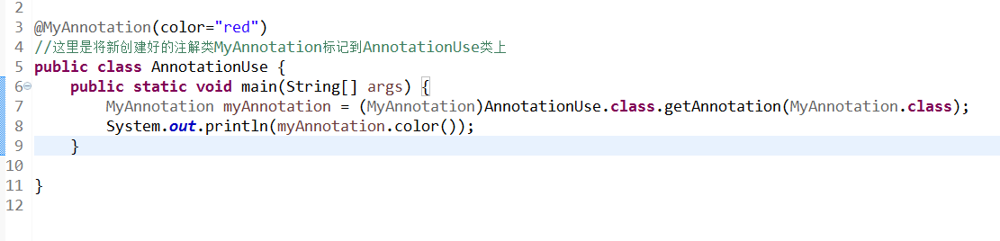 2
3 @MyAnnotation(color="red")
4 //这里是将新创建好的注解类MyAnnotation标记到AnnotationUse类上
5 public class AnnotationUse {
6 public static void main(String[] args) {
7 MyAnnotation myAnnotation = (MyAnnotation)AnnotationUse.class.getAnnotation(MyAnnotation.class);
8 System.out.println(myAnnotation.color());
9 }
10
11 }
12